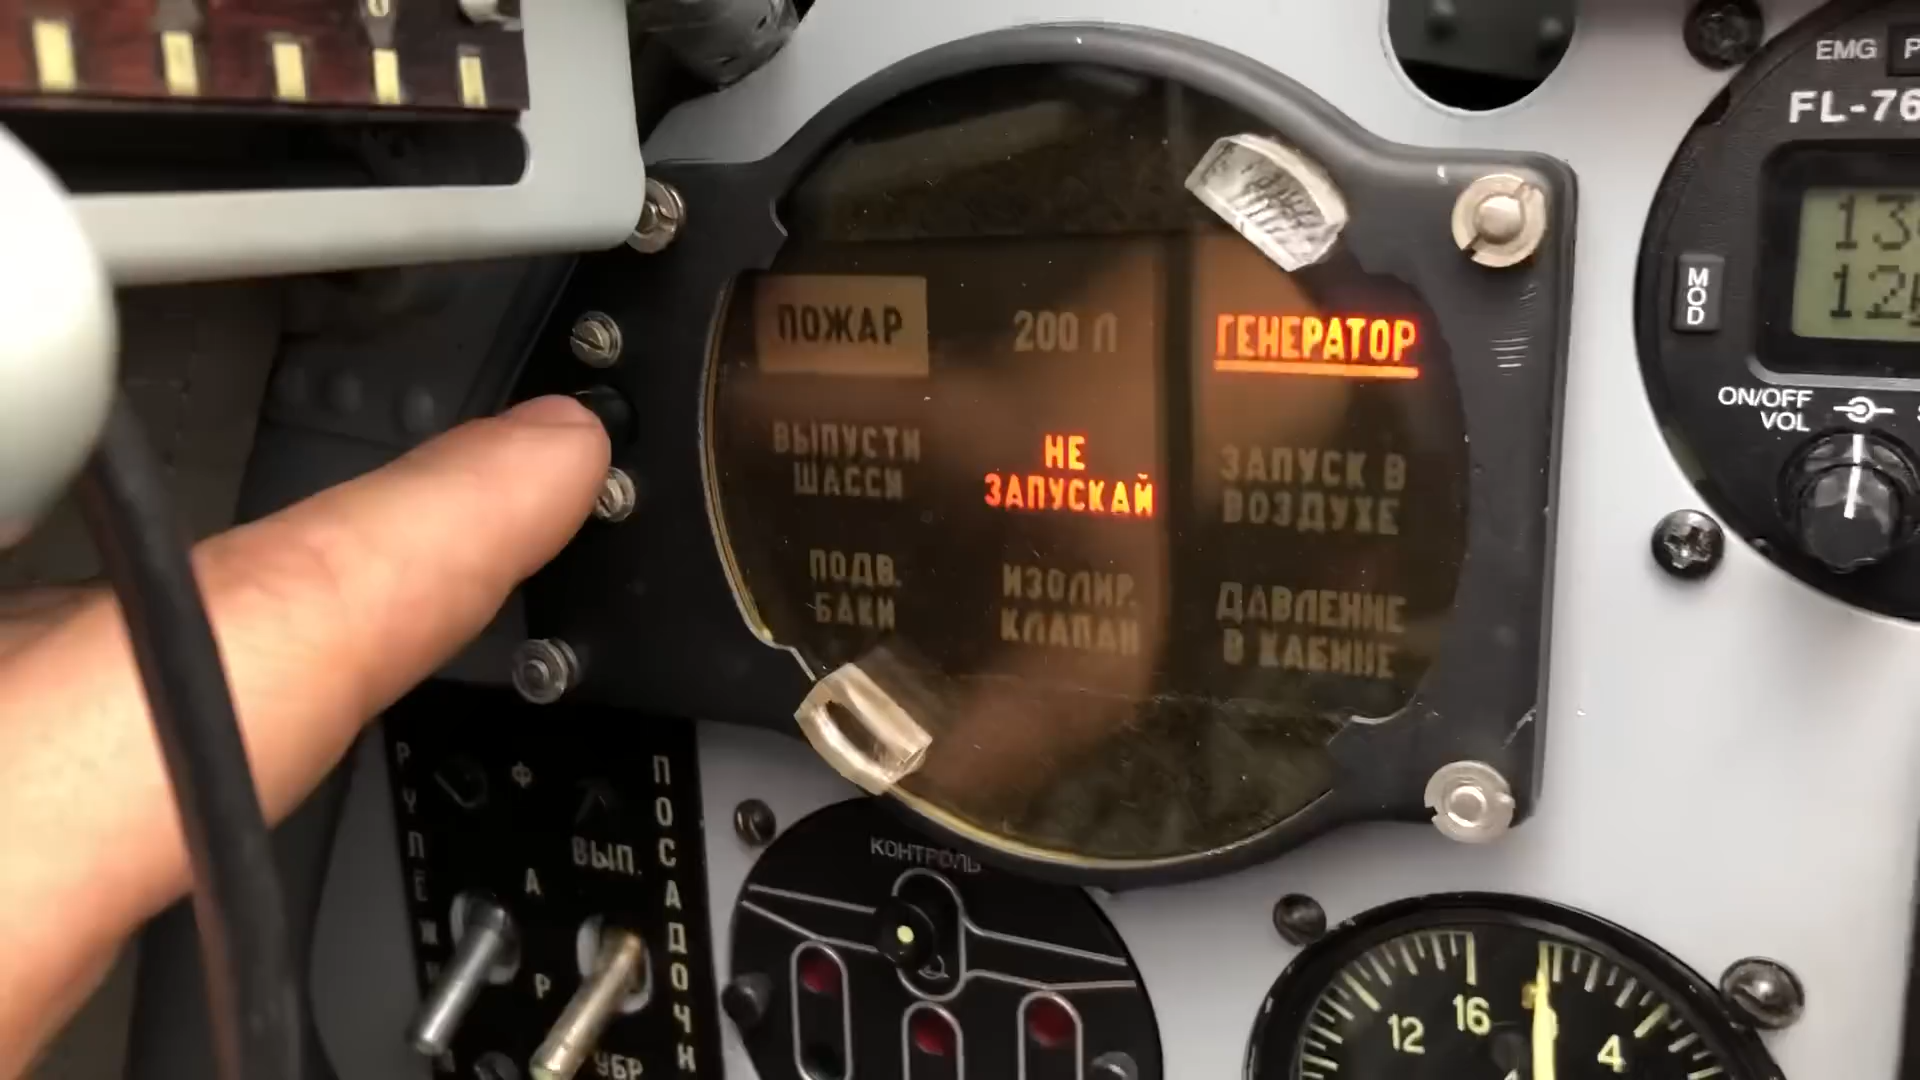 EMG
FL-76
ПОЖАР
200 Л
ГЕНЕРАТОР
MOD
ON/OFF
VOL
ВЫПУСТИ
ШАССИ
НЕ
ЗАПУСКАЙ
ЗАПУСК В
ВОЗДУХЕ
ПОДВ.
БАКИ
ИЗОЛИР.
КЛАПАН
ДАВЛЕНИЕ
В КАБИНЕ
Ф
ВЫП.
А
Р
УБР
ПОСАДОЧН
КОНТРОЛЬ
12
16
4